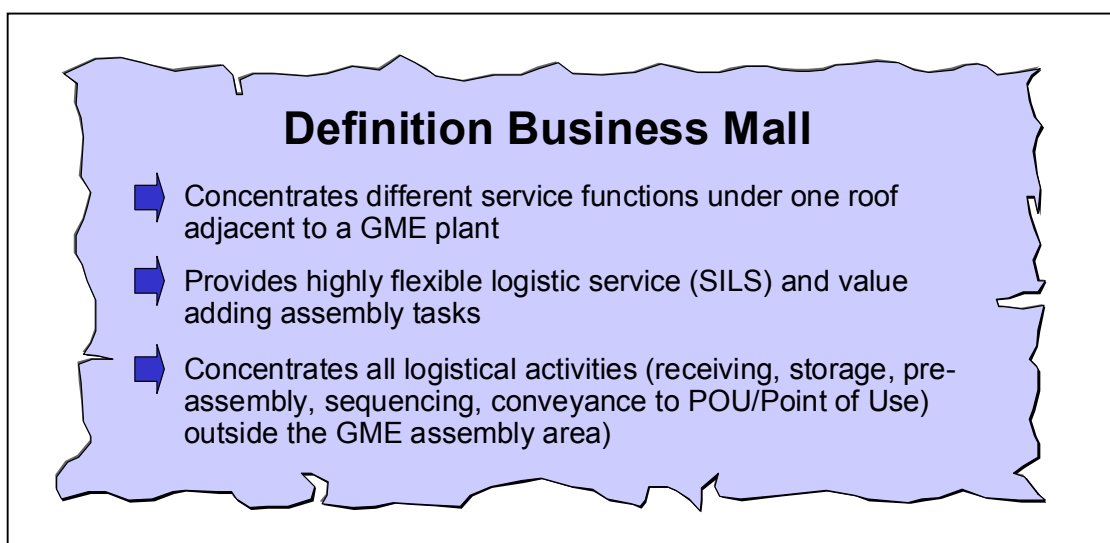 Definition Business Mall
Concentrates different service functions under one roof
adjacent to a GME plant
Provides highly flexible logistic service (SILS) and value
adding assembly tasks
Concentrates all logistical activities (receiving, storage, pre-
assembly, sequencing, conveyance to POU/Point of Use)
outside the GME assembly area)